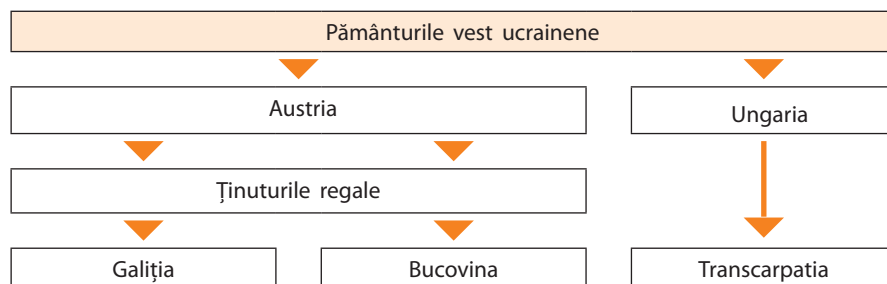 Pământurile vest ucrainene
Austria
Ungaria
Ținuturile regale
Galiția
Bucovina
Transcarpatia